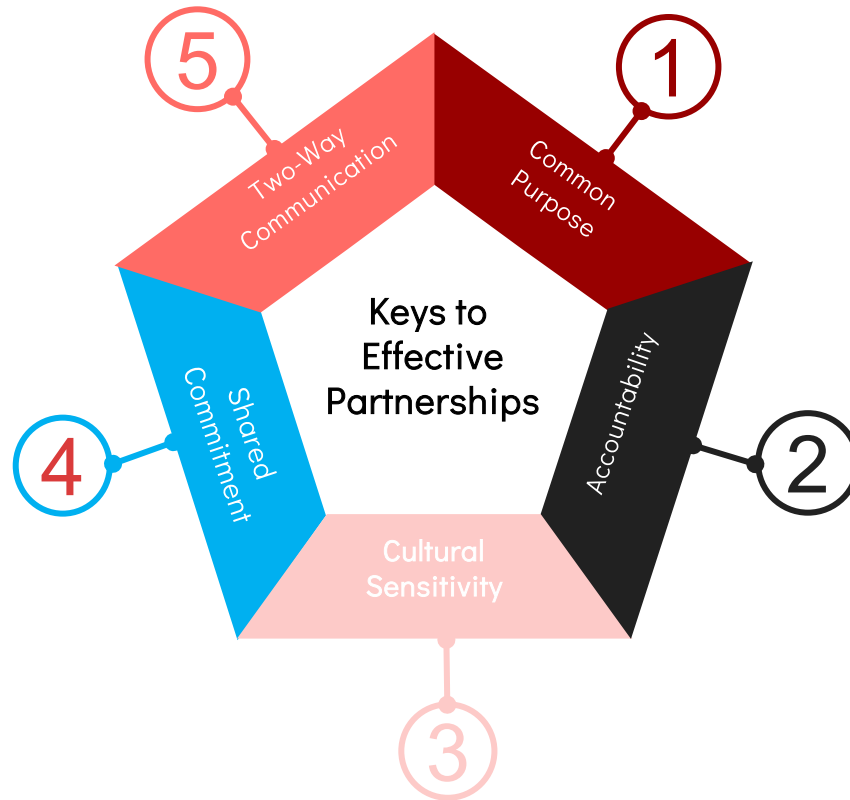 Keys to
Effective
Partnerships
1
Common
Purpose
2
Accountability
3
Cultural
Sensitivity
4
Shared
Commitment
5
Two-Way
Communication